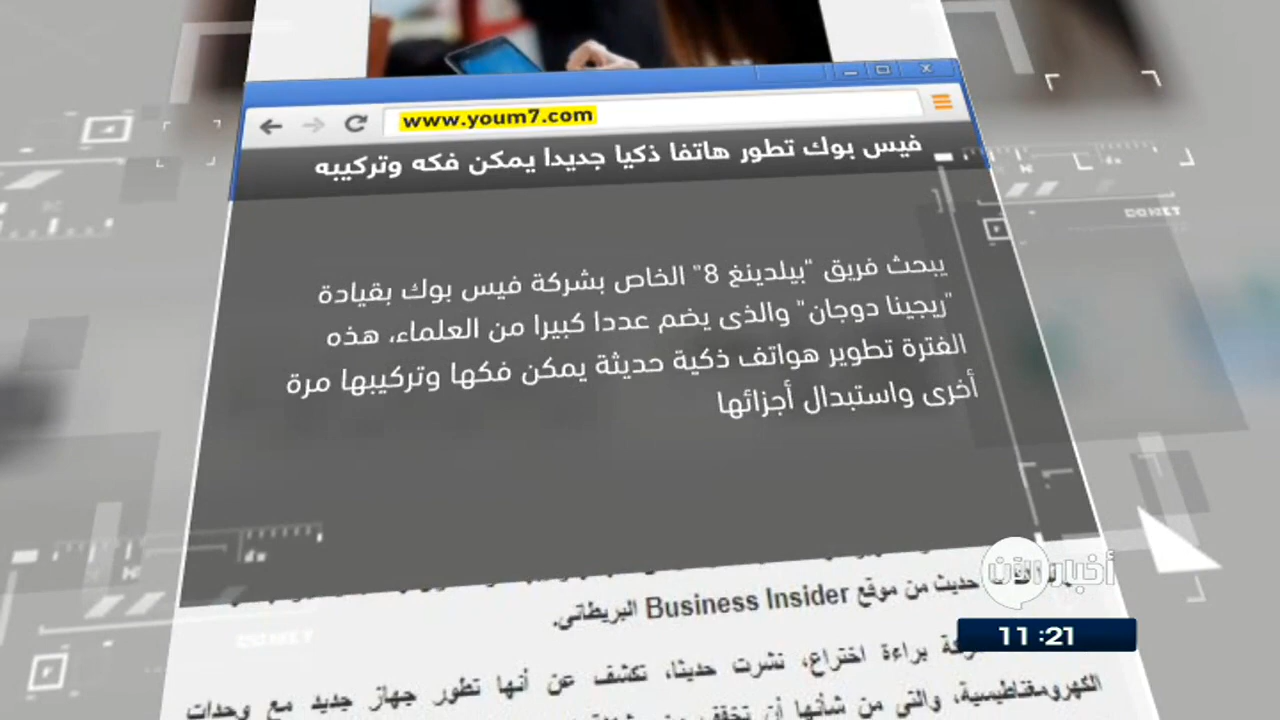 www.youm7.com
فيس بوك تطور هاتفا ذكيا جديدا يمكن فكه وتركيبه
يبحث فريق "بيلدينغ 8" الخاص بشركة فيس بوك بقيادة
"ريجينا دوجان" والذى يضم عددا كبيرا من العلماء، هذه
الفترة تطوير هواتف ذكية حديثة يمكن فكها وتركيبها مرة
أخرى واستبدال أجزائها
أخبار الآن
حديث من موقع Business Insider البريطانى.
11:21
براءة اختراع، نشرت حديثا، تكشف عن أنها تطور جهاز جديد مع وحدات
الكهرومغناطيسية، والتي من شأنها أن تخفف